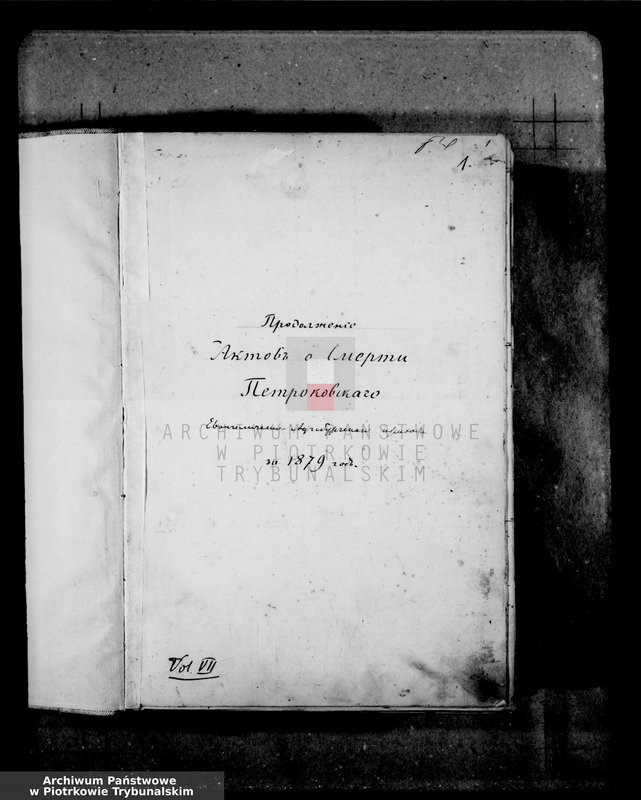 1.
Продолженіе
Актовъ о Смерти
Петроковскаго
Евангелическо-Аугсбургскаго прихода
за 1879 годъ.
ARCHIWUM PAŃSTWOWE
W PIOTRKOWIE
TRYBUNALSKIM
Vol. VII
Archiwum Państwowe
w Piotrkowie Trybunalskim